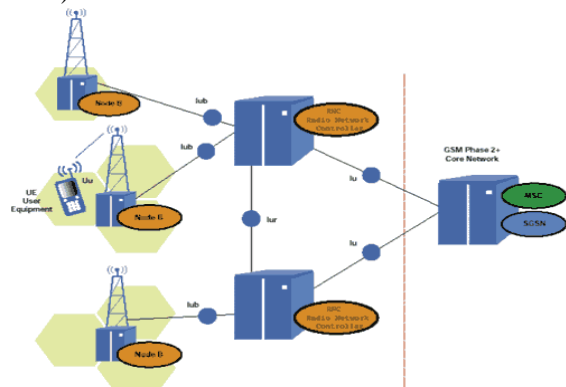 )
Node B
Iub
RNC
Radio Network
Controller
GSM Phase 2+
Core Network
Iub
Uu
UE
User
Equipment
Iu
MSC
SGSN
Node B
Iur
Iu
Iub
RNC
Radio Network
Controller
Node B